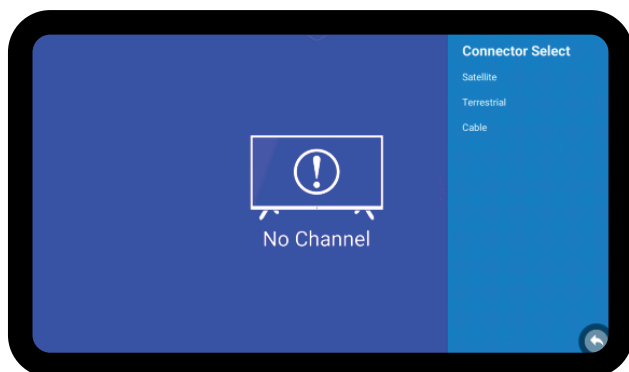 No Channel
Connector Select
Satellite
Terrestrial
Cable